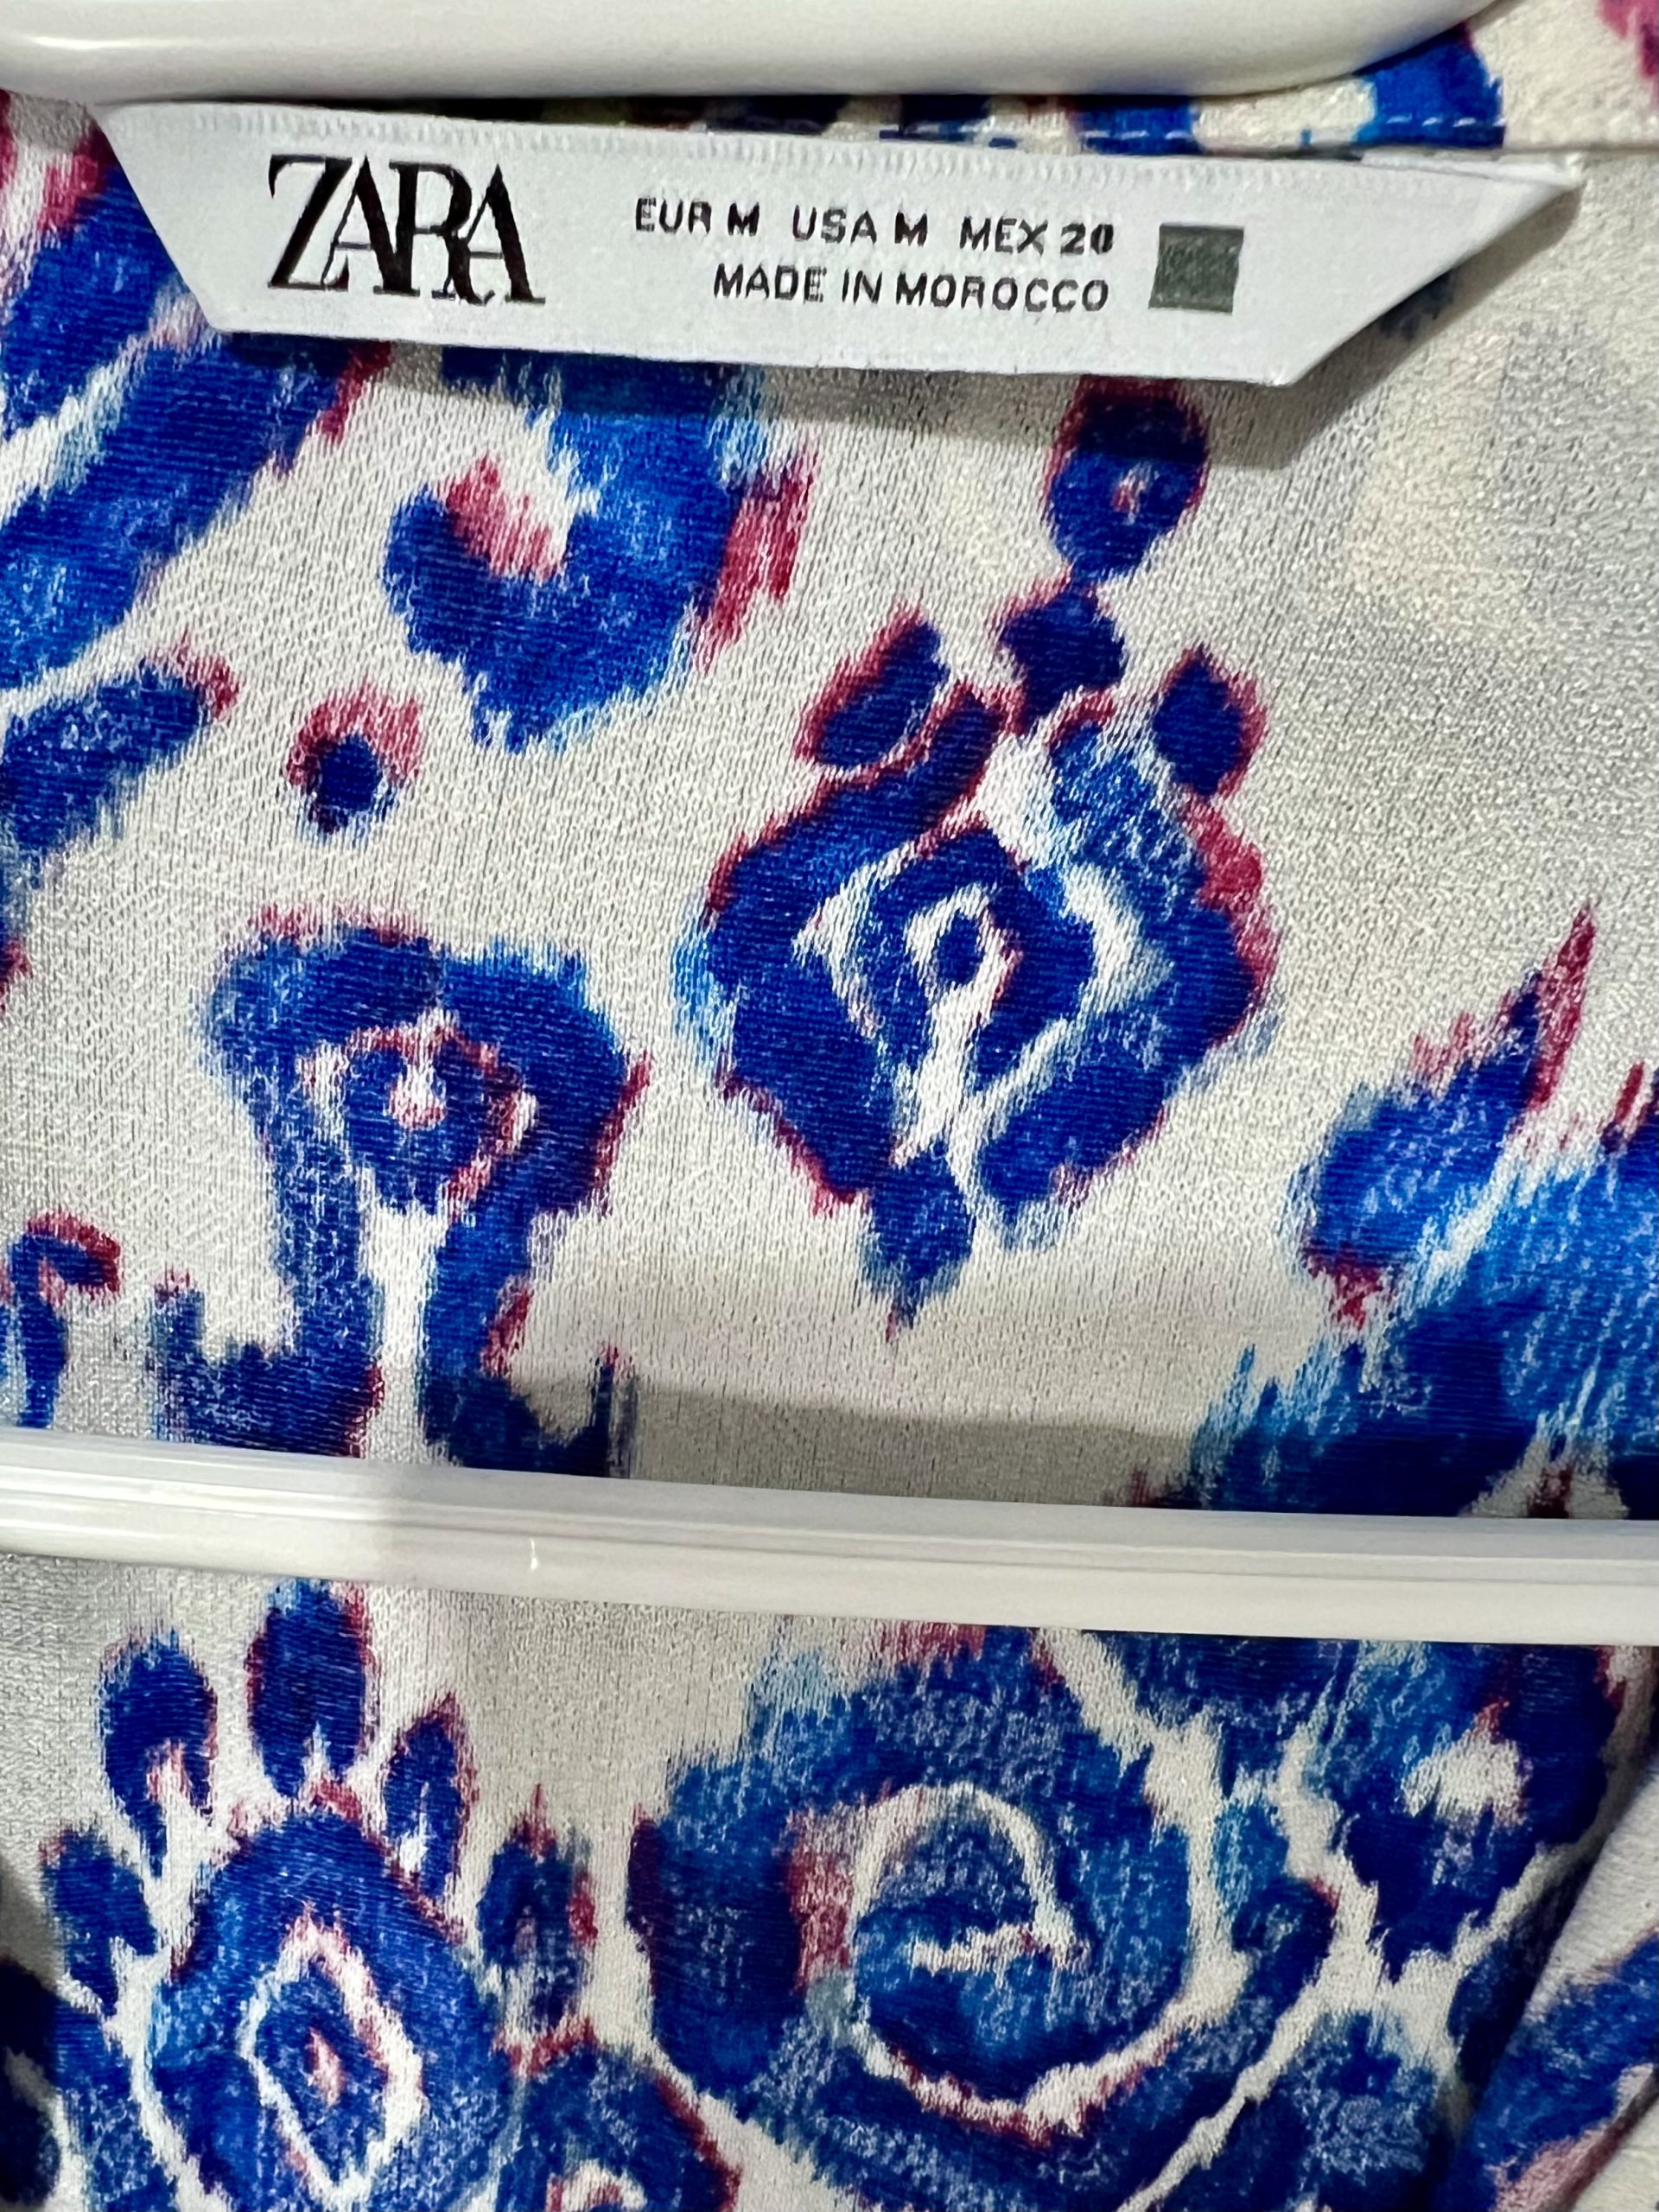 ZARA
EUR M USA M MEX 28
MADE IN MOROCCO